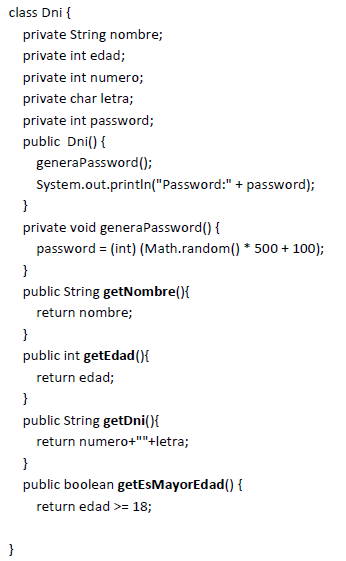 class Dni {
private String nombre;
private int edad;
private int numero;
private char letra;
private int password;
public  Dni() {
generaPassword();
System.out.println("Password:" + password);
}
private void generaPassword() {
password = (int) (Math.random() * 500 + 100);
}
public String getNombre(){
return nombre;
}
public int getEdad(){
return edad;
}
public String getDni(){
return numero+""+letra;
}
public boolean getEsMayorEdad() {
return edad >= 18;
}